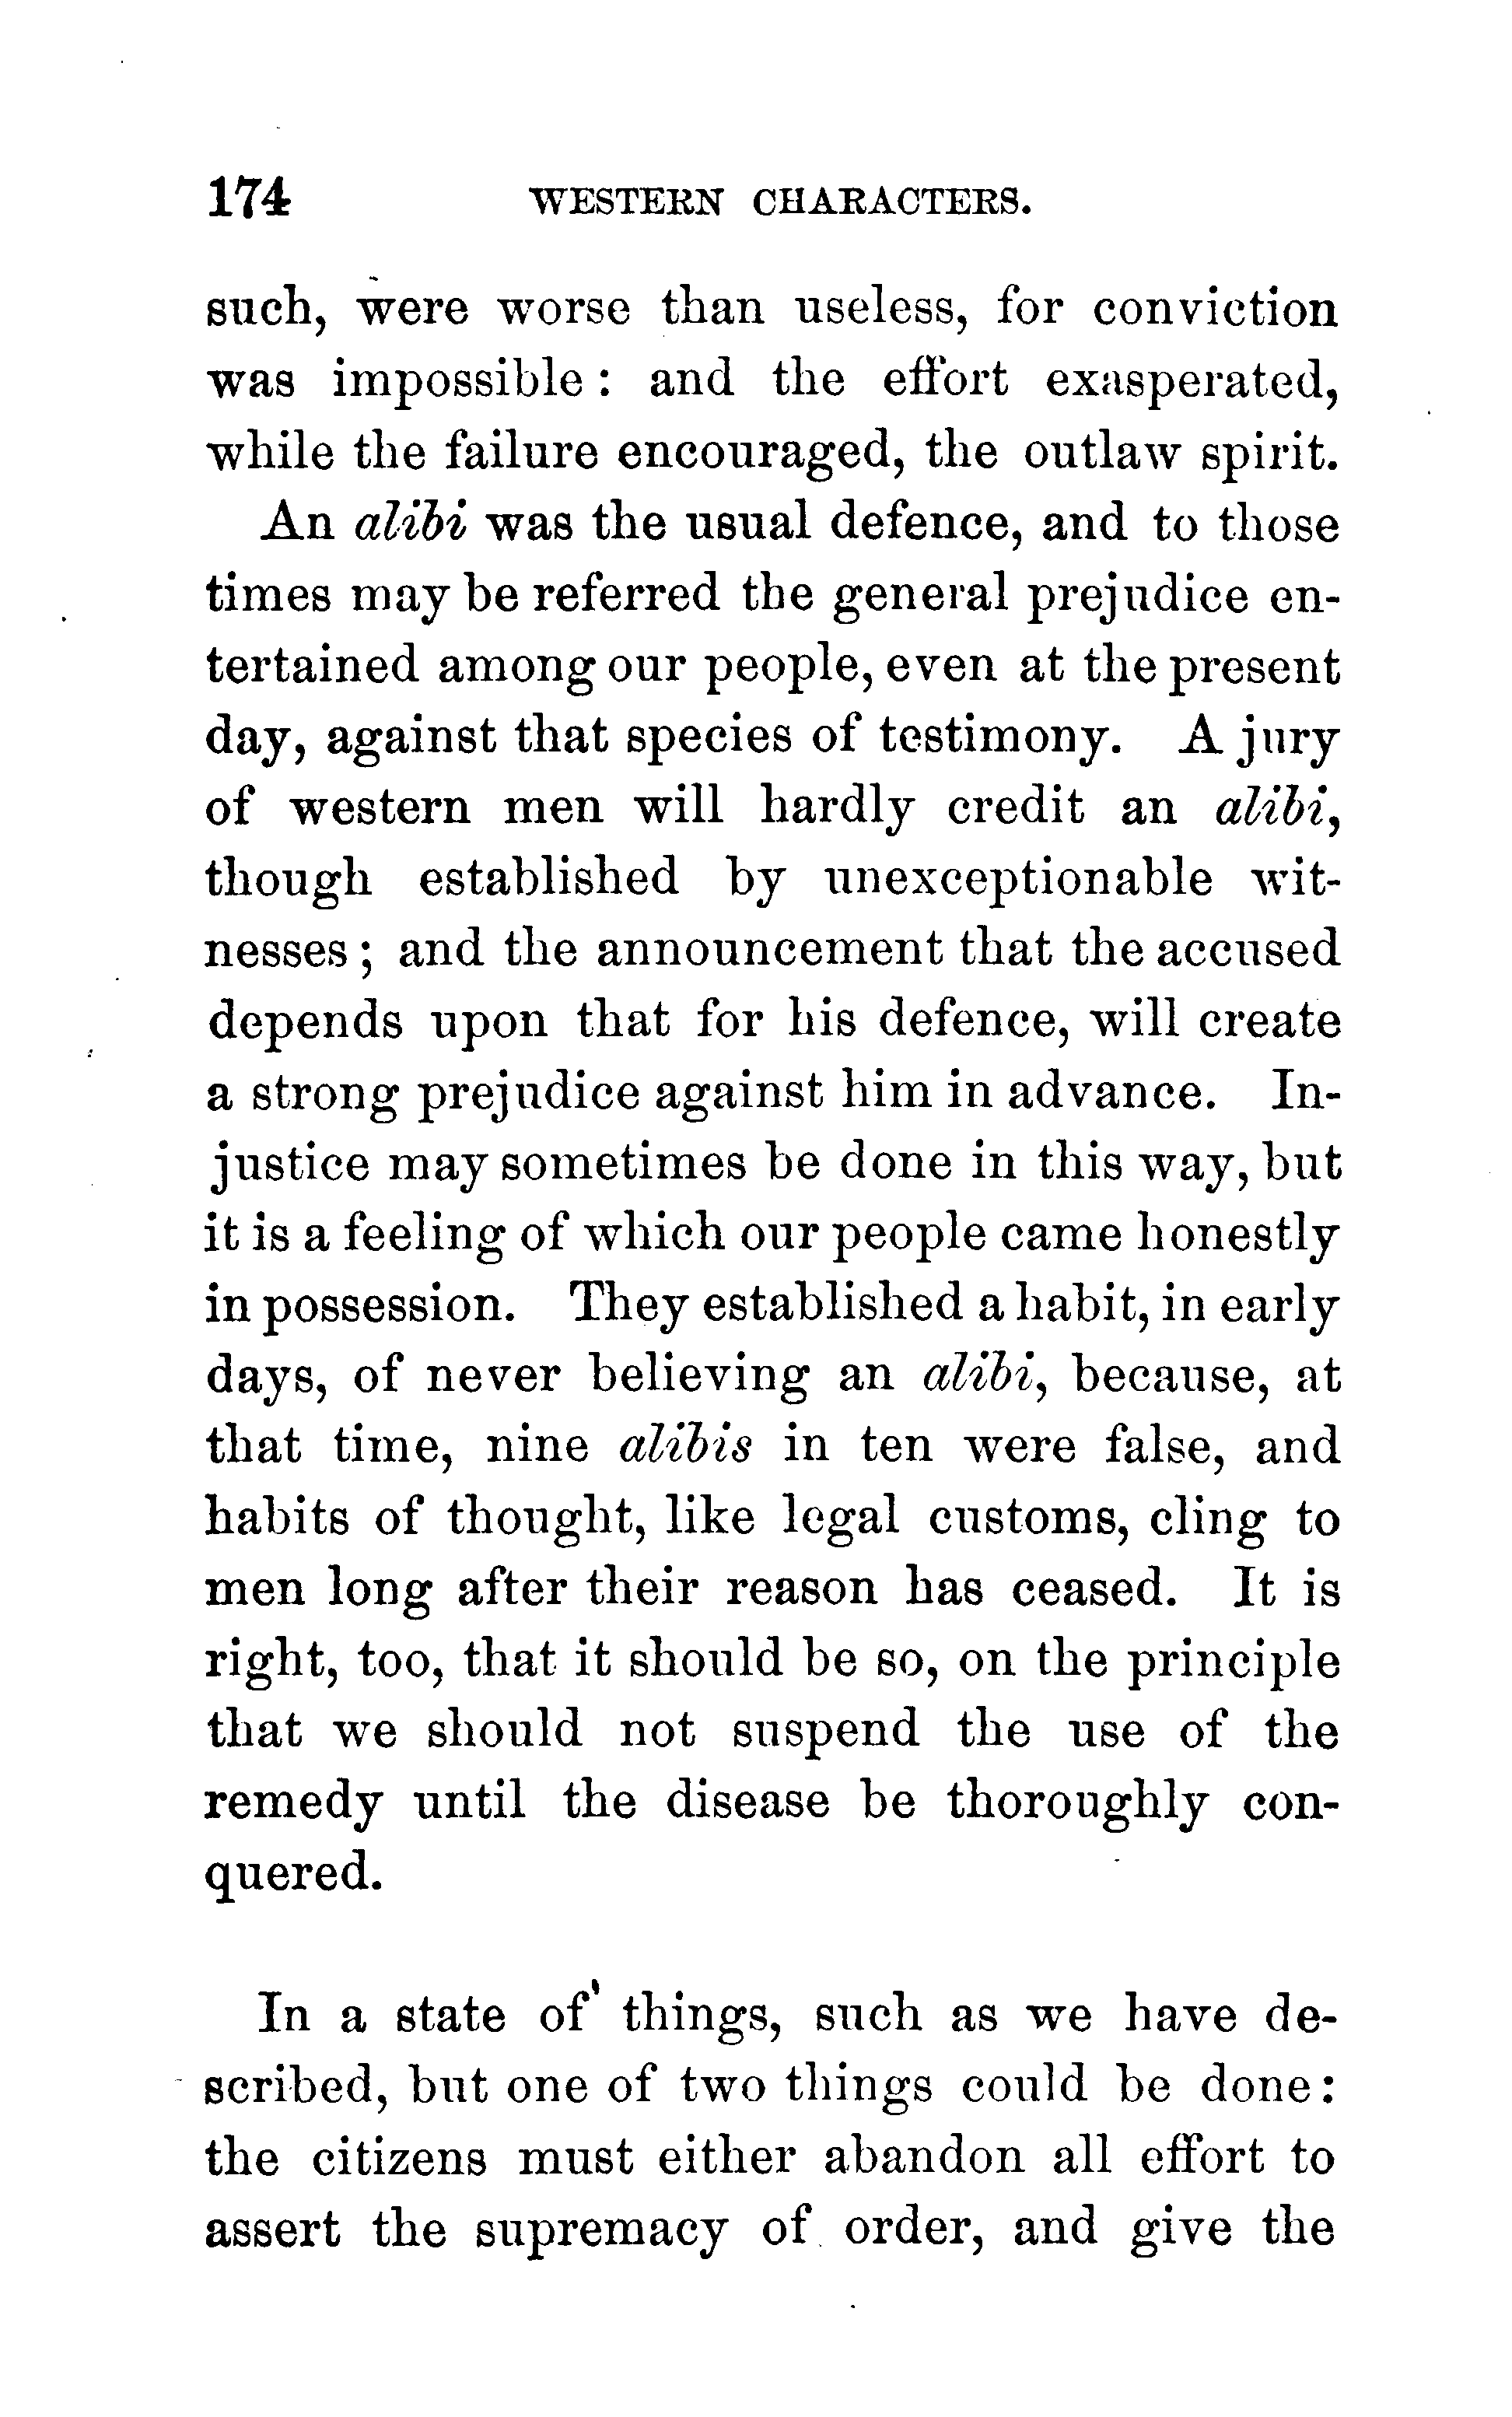 174 WESTERN CHARACTERS.
such, were worse than useless, for conviction
was impossible : and the effort exasperated,
while the failure encouraged, the outlaw spirit.
An alibi was the usual defence, and to those
times may be referred the general prejudice en-
tertained among our people, even at the present
day, against that species of testimony. A jury
of western men will hardly credit an alibi,
though established by unexceptionable wit-
nesses ; and the announcement that the accused
depends upon that for his defence, will create
a strong prejudice against him in advance. In-
justice may sometimes be done in this way, but
it is a feeling of which our people came honestly
in possession. They established a habit, in early
days, of never believing an alibi, because, at
that time, nine alibis in ten were false, and
habits of thought, like legal customs, cling to
men long after their reason has ceased. It is
right, too, that it should be so, on the principle
that we should not suspend the use of the
remedy until the disease be thoroughly con-
quered.
In a state of things, such as we have de-
scribed, but one of two things could be done:
the citizens must either abandon all effort to
assert the supremacy of order, and give the